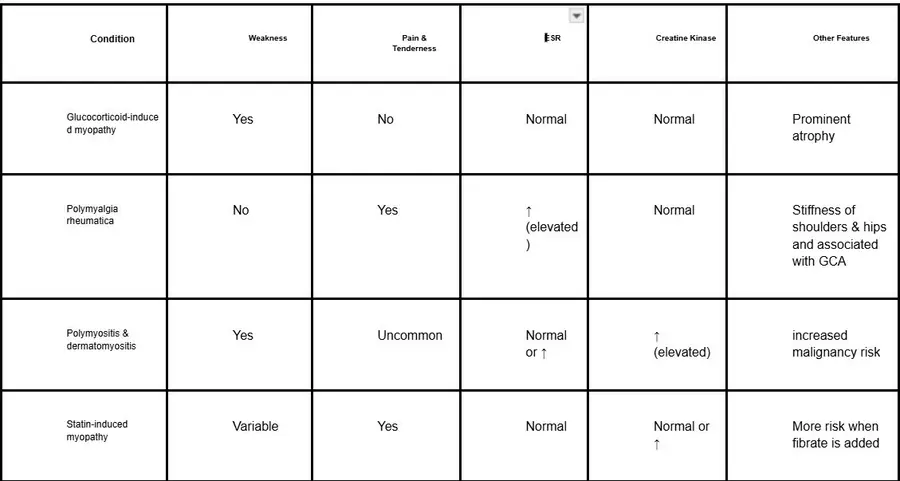 Condition
Weakness
Pain &
Tenderness
ESR
Creatine Kinase
Other Features
Glucocorticoid-induce
d myopathy
Yes
No
Normal
Normal
Prominent
atrophy
Polymyalgia
rheumatica
No
Yes
↑
(elevated
)
Normal
Stiffness of
shoulders & hips
and associated
with GCA
Polymyositis &
dermatomyositis
Yes
Uncommon
Normal
or ↑
↑
(elevated)
increased
malignancy risk
Statin-induced
myopathy
Variable
Yes
Normal
Normal or
↑
More risk when
fibrate is added